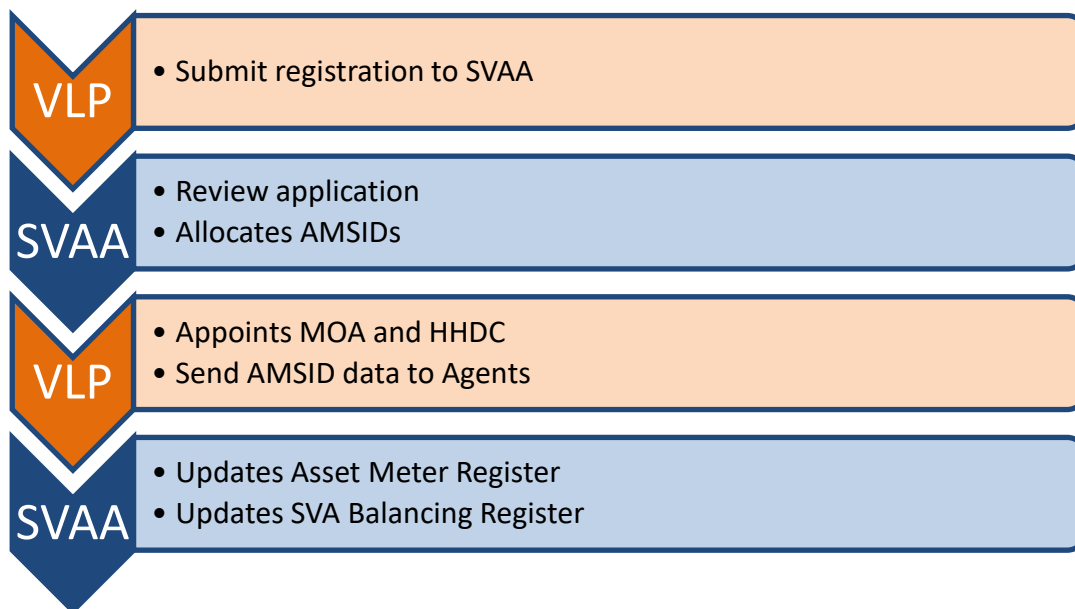 VLP
• Submit registration to SVAA
SVAA
• Review application
• Allocates AMSIDs
VLP
• Appoints MOA and HHDC
• Send AMSID data to Agents
SVAA
• Updates Asset Meter Register
• Updates SVA Balancing Register